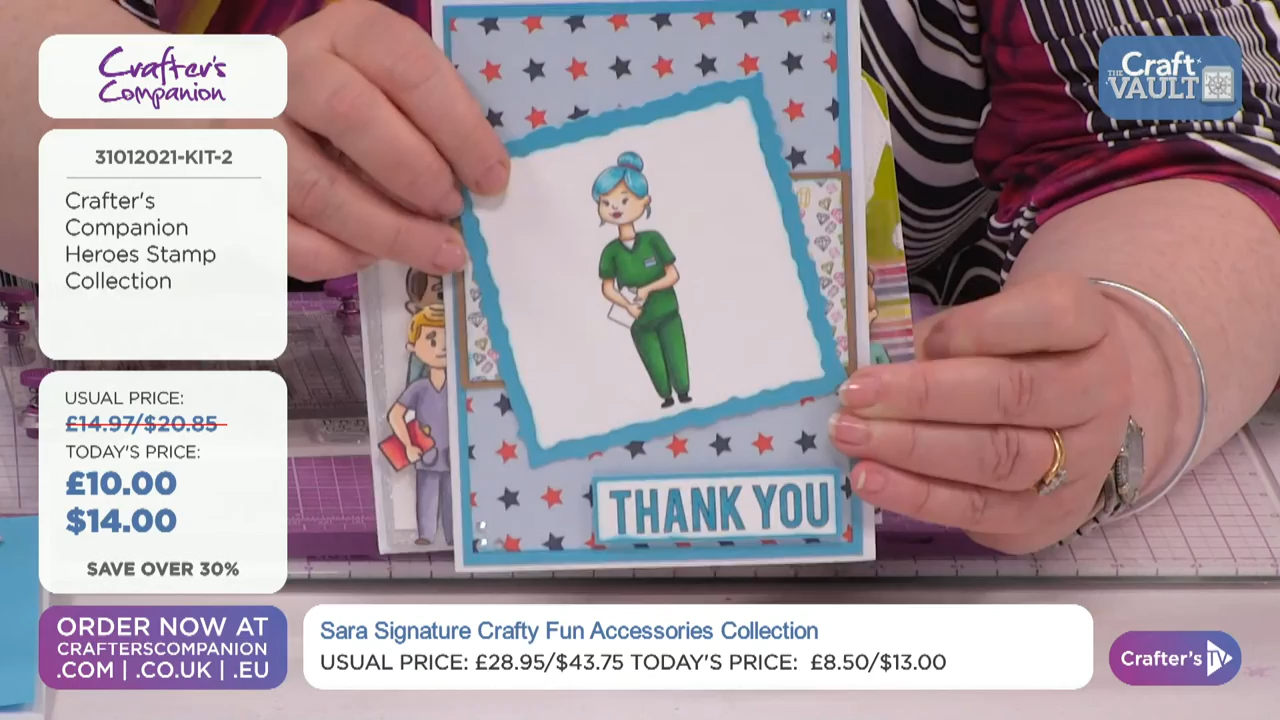 Crafter's
Companion
THE Craft
VAULT
31012021-KIT-2
Crafter's
Companion
Heroes Stamp
Collection
USUAL PRICE:
£14.97/$20.85
TODAY'S PRICE:
£10.00
$14.00
SAVE OVER 30%
THANK YOU
ORDER NOW AT
CRAFTERSCOMPANION
.COM | .CO.UK | .EU
Sara Signature Crafty Fun Accessories Collection
USUAL PRICE: £28.95/$43.75 TODAY'S PRICE: £8.50/$13.00
Crafter's TV